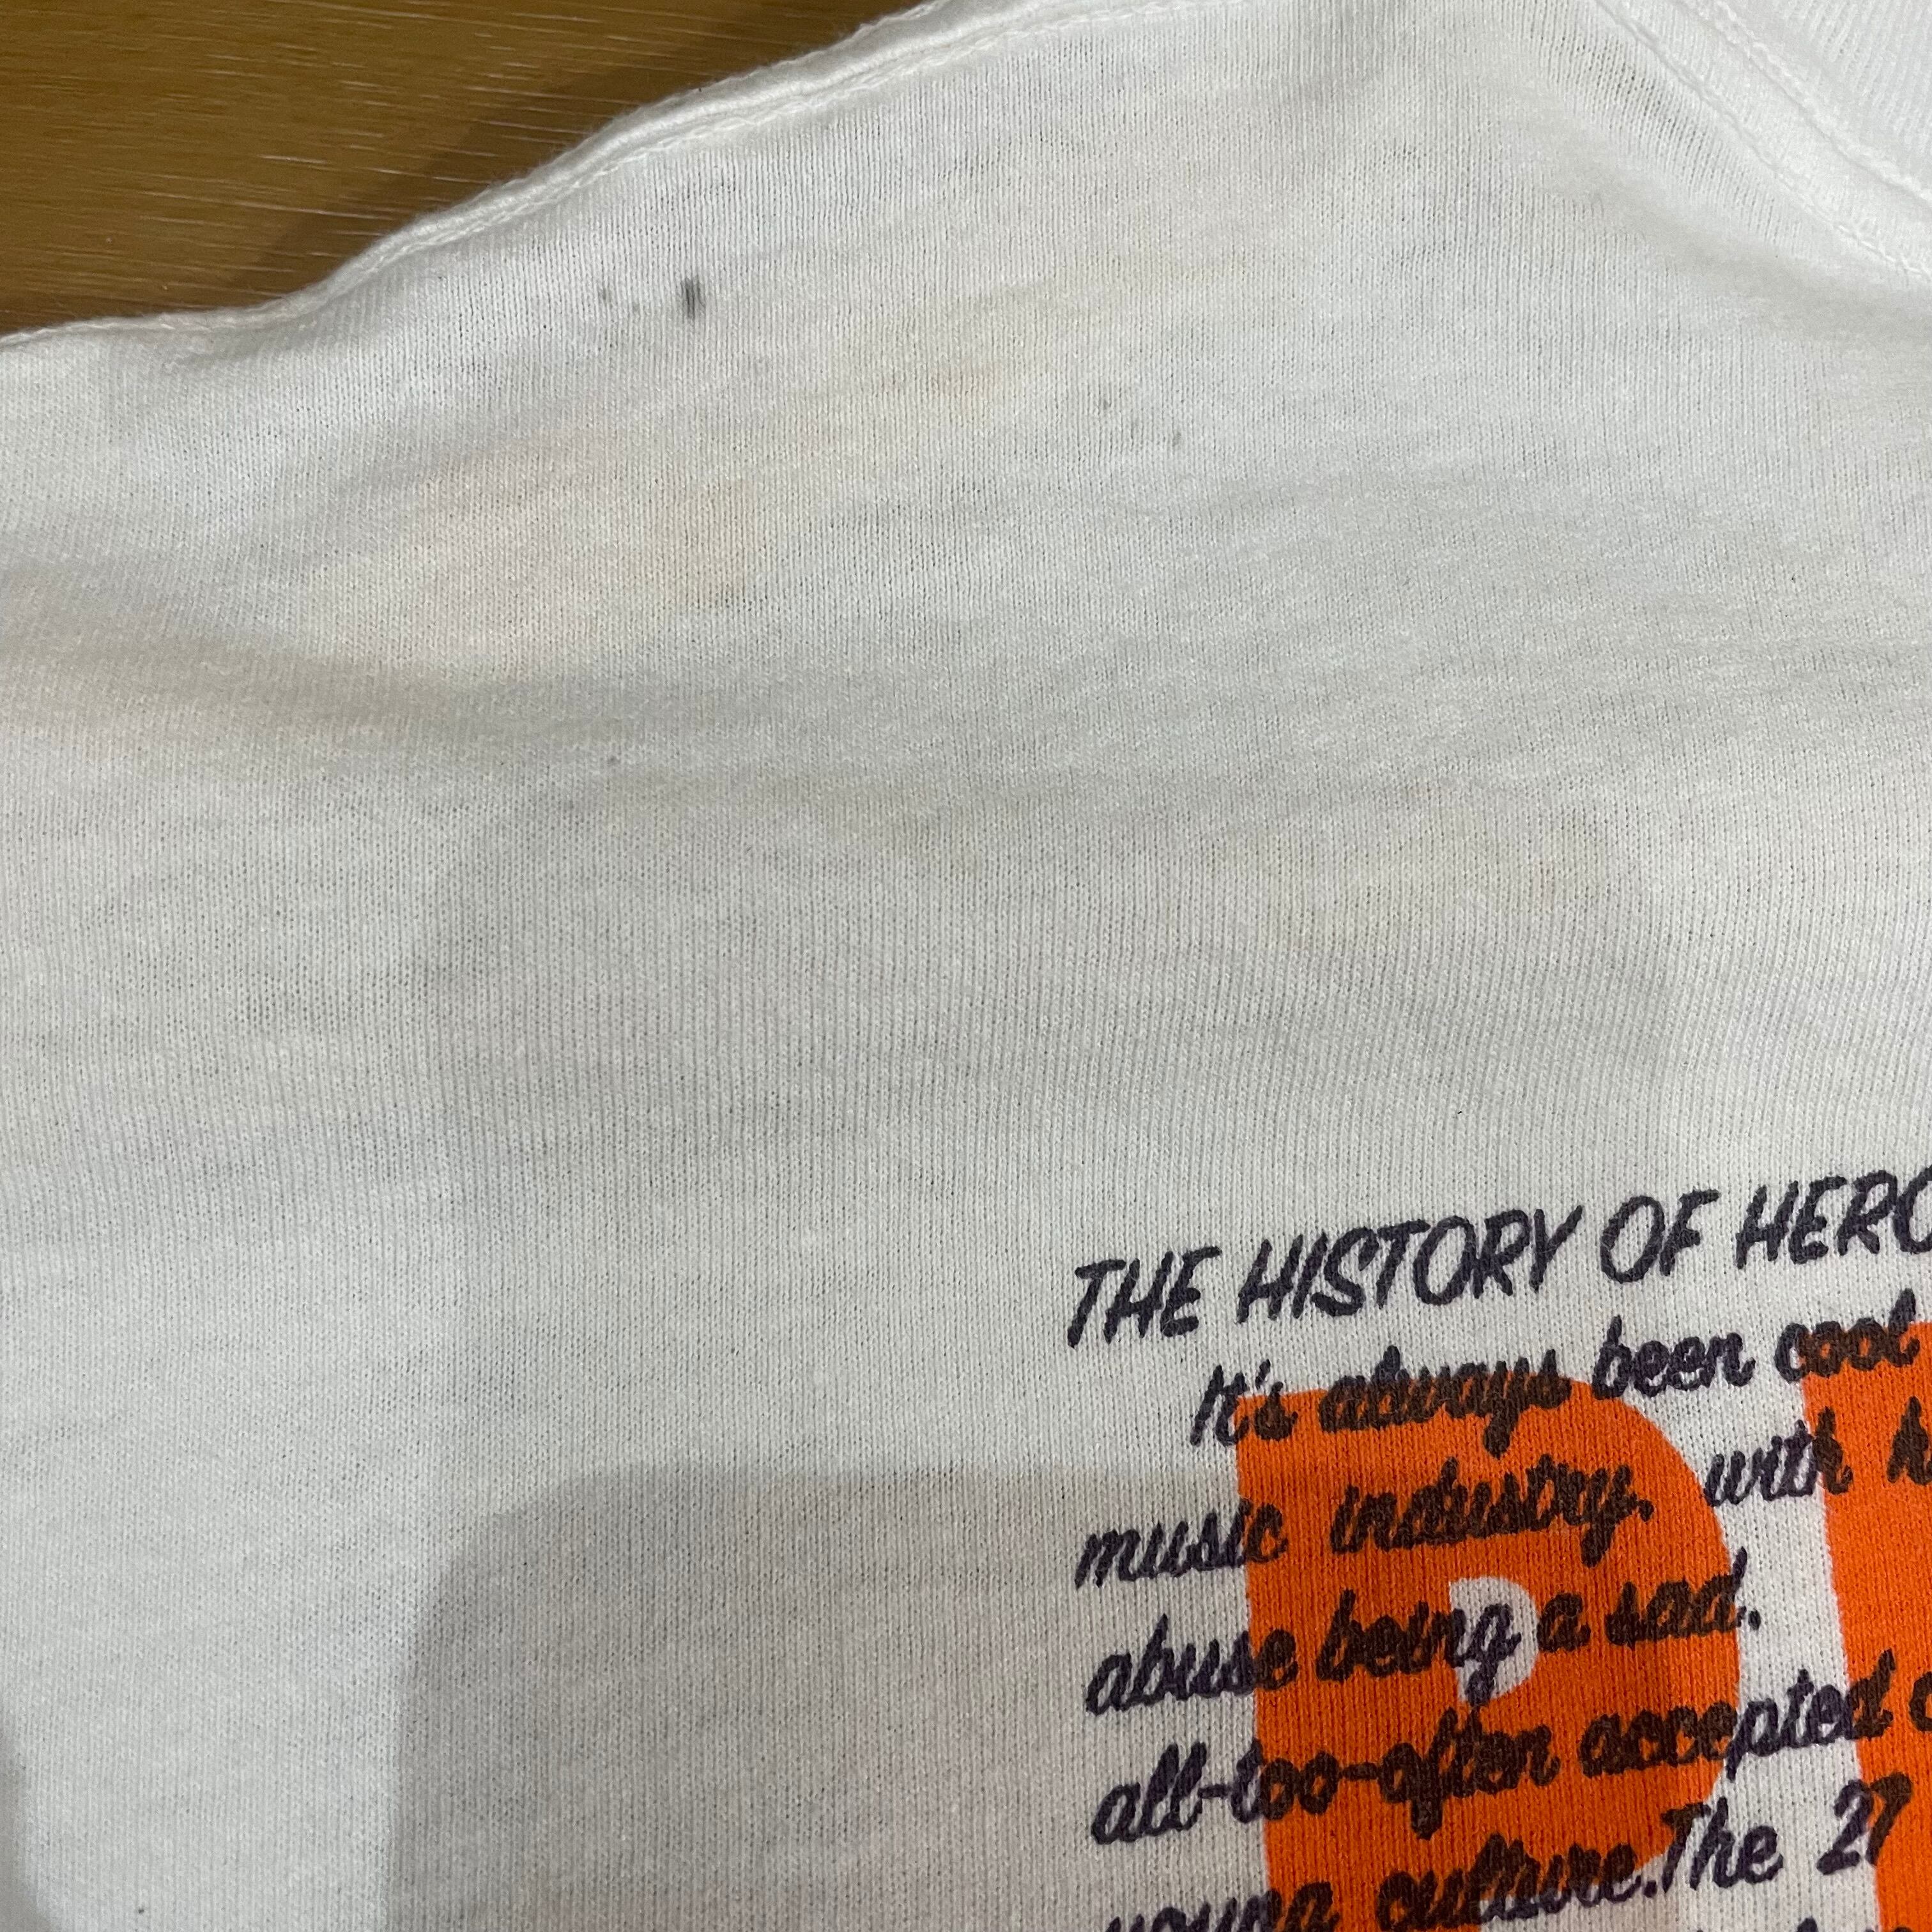 THE HISTORY OF
It's always been cool
music industry. with
abuse being a sad.
all-too-often accepted
young culture.The 27